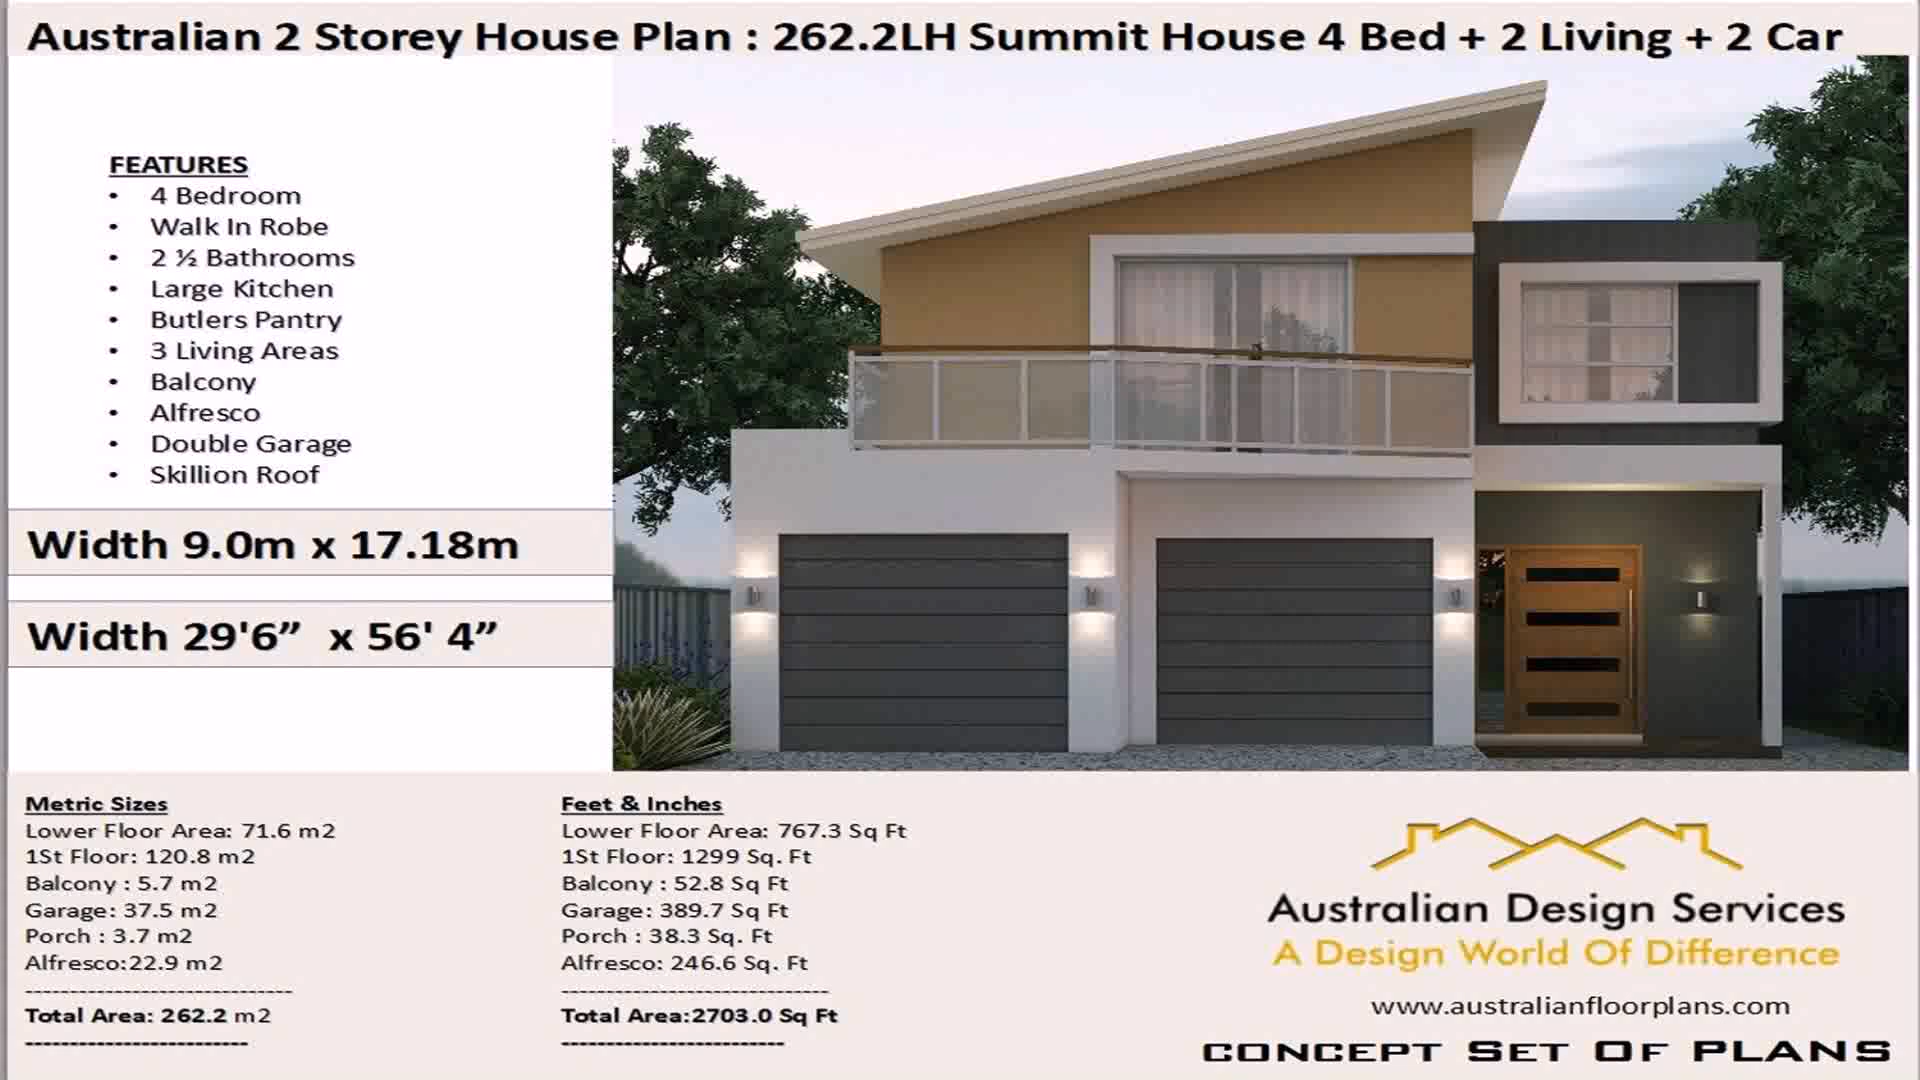 Australian 2 Storey House Plan : 262.2LH Summit House 4 Bed + 2 Living + 2 Car
FEATURES
• 4 Bedroom
• Walk In Robe
• 2 ½ Bathrooms
• Large Kitchen
• Butlers Pantry
• 3 Living Areas
• Balcony
• Alfresco
• Double Garage
• Skillion Roof
Width 9.0m x 17.18m
Width 29'6” x 56' 4”
Metric Sizes
Lower Floor Area: 71.6 m2
1St Floor: 120.8 m2
Balcony : 5.7 m2
Garage: 37.5 m2
Porch : 3.7 m2
Alfresco:22.9 m2
------------------------------
Total Area: 262.2 m2
-------------------------
Feet & Inches
Lower Floor Area: 767.3 Sq Ft
1St Floor: 1299 Sq. Ft
Balcony : 52.8 Sq Ft
Garage: 389.7 Sq Ft
Porch : 38.3 Sq. Ft
Alfresco: 246.6 Sq. Ft
------------------------------
Total Area:2703.0 Sq Ft
-------------------------
Australian Design Services
A Design World Of Difference
www.australianfloorplans.com
CONCEPT SET OF PLANS